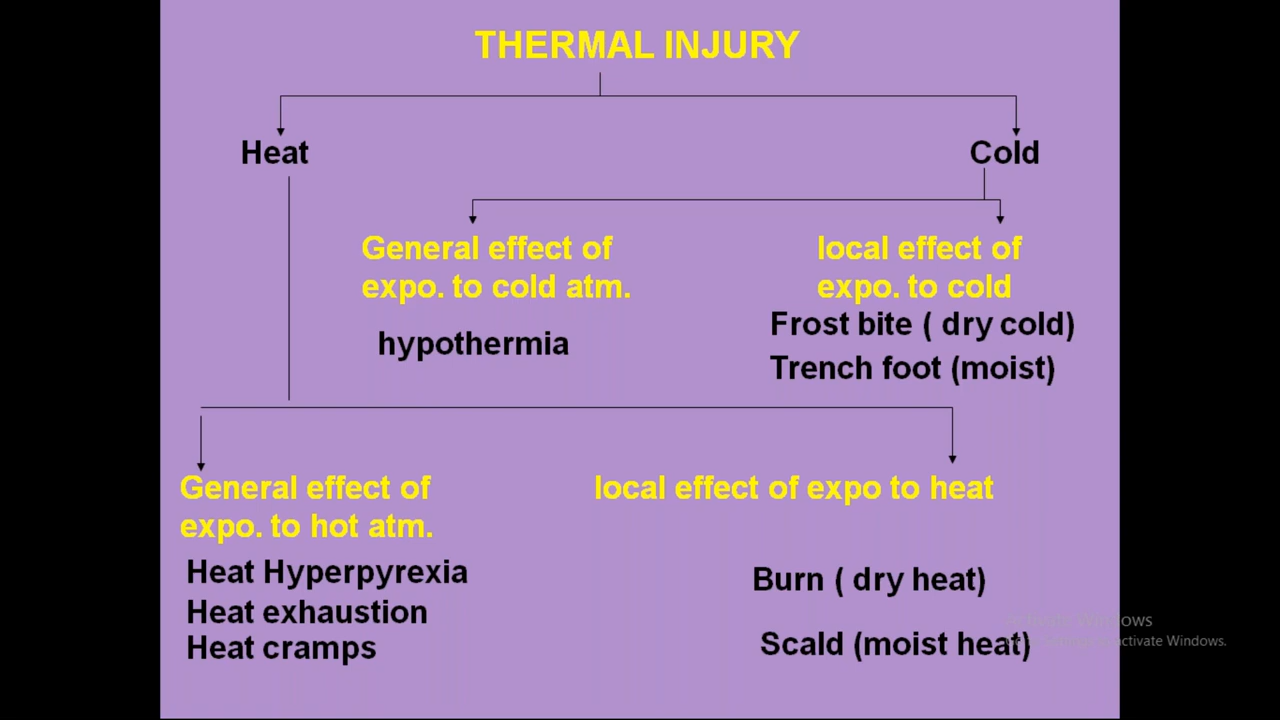 THERMAL INJURY
Heat
Cold
General effect of
expo. to cold atm.
hypothermia
local effect of
expo. to cold
Frost bite ( dry cold)
Trench foot (moist)
General effect of
expo. to hot atm.
Heat Hyperpyrexia
Heat exhaustion
Heat cramps
local effect of expo to heat
Burn ( dry heat)
Scald (moist heat)
activate Windows.